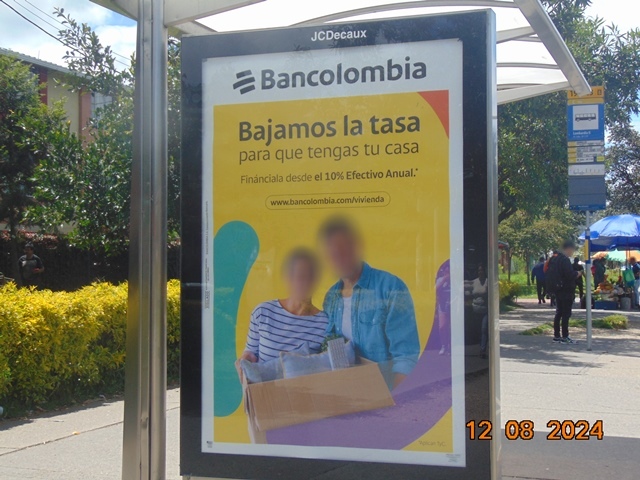 JCDecaux
Bancolombia
Bajamos la tasa
para que tengas tu casa
Fináncíala desde el 10% Efectivo Anual.*
www.bancolombia.com/vivienda
12 08 2024